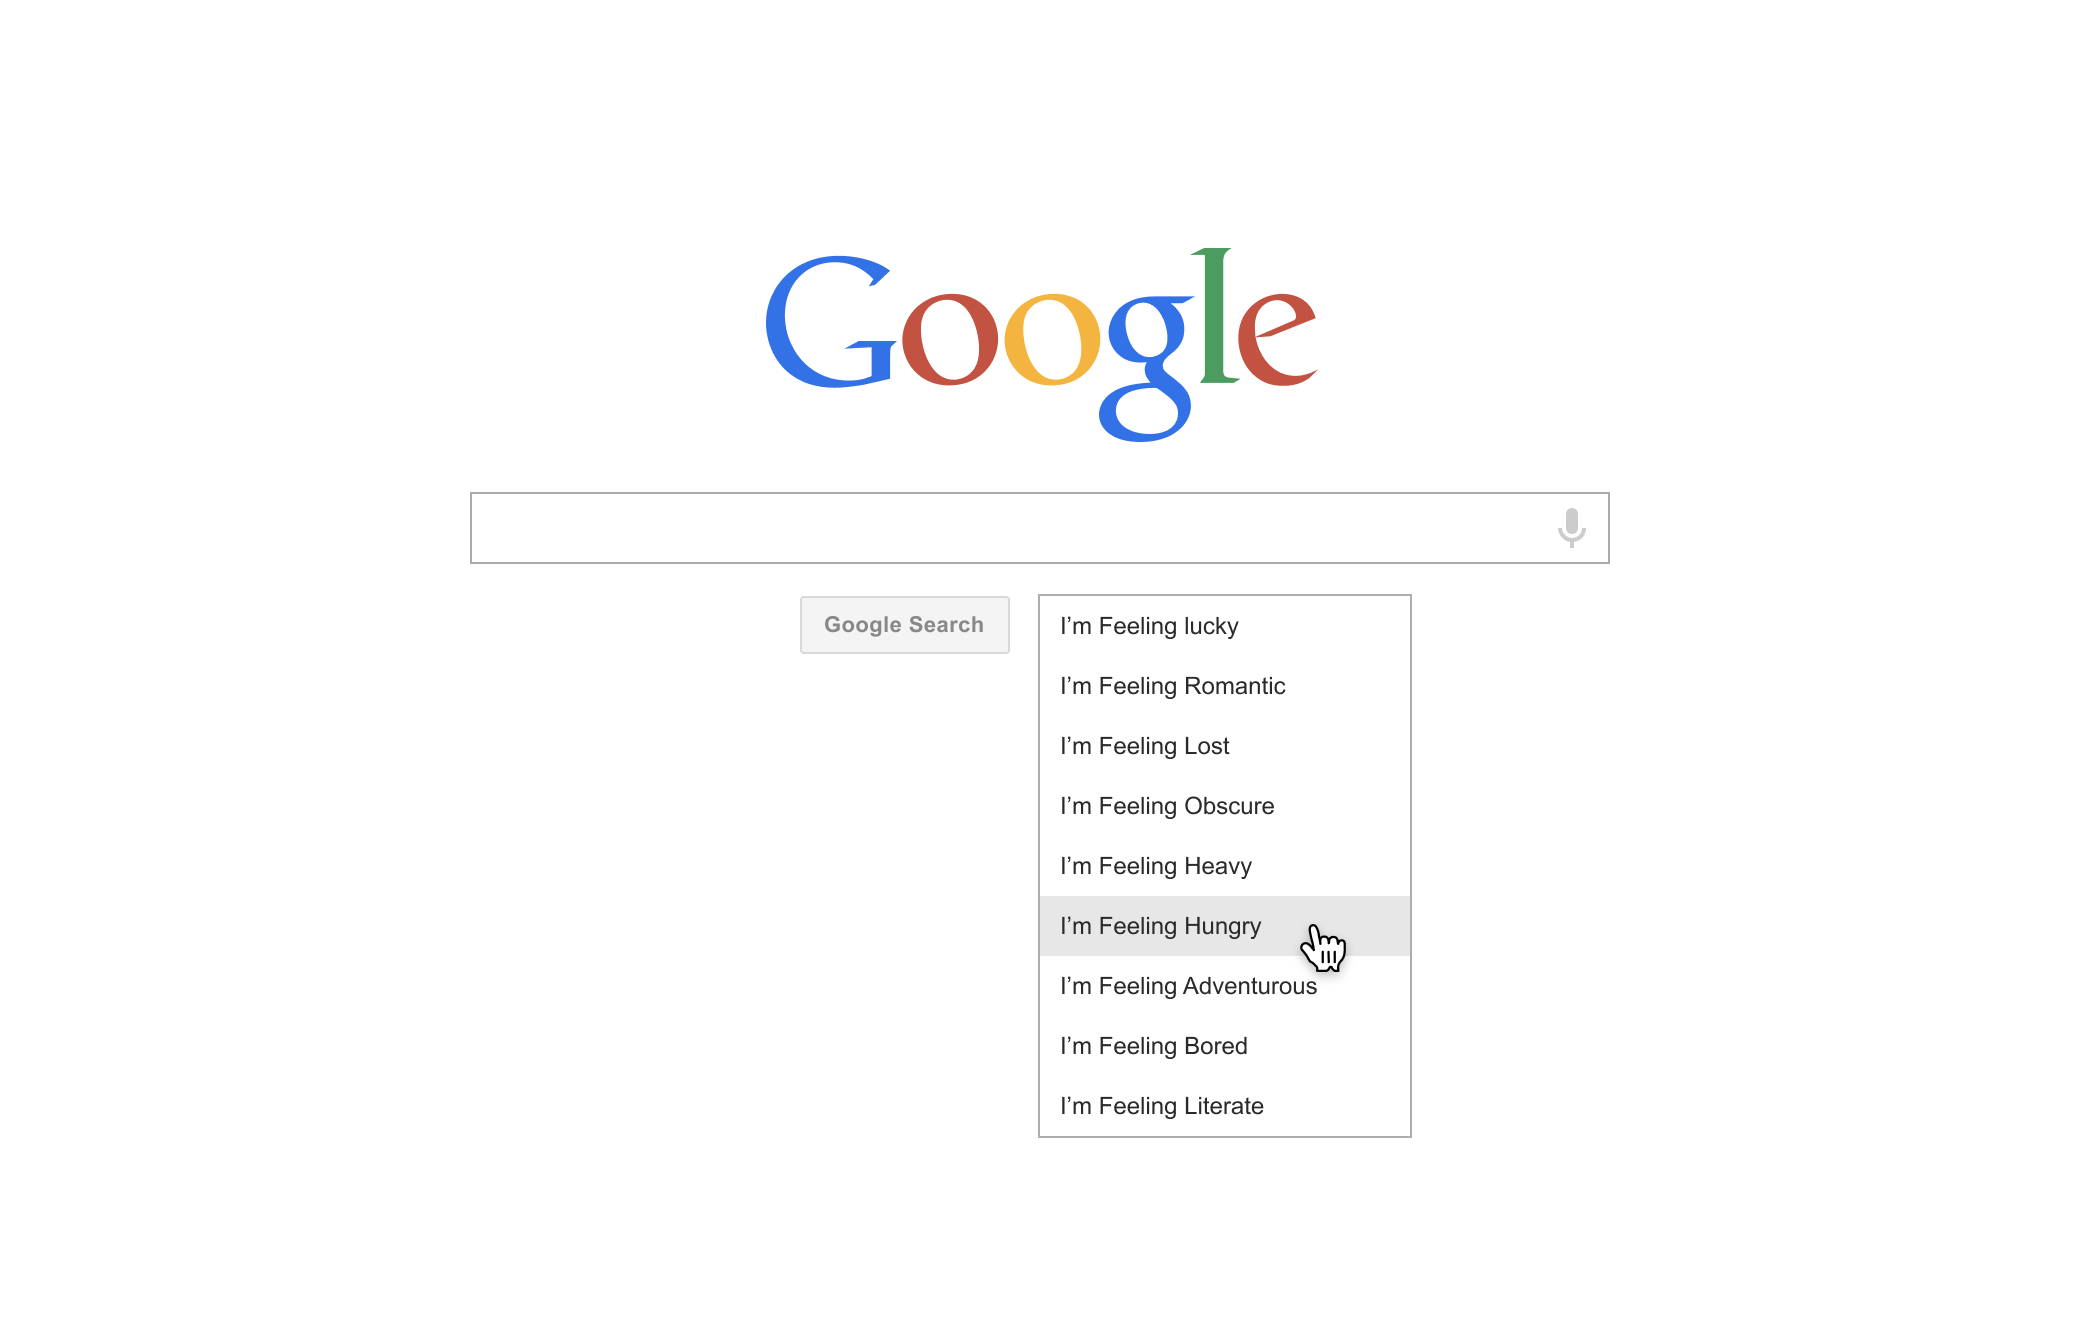 Google
Google Search
I’m Feeling lucky
I’m Feeling Romantic
I’m Feeling Lost
I’m Feeling Obscure
I’m Feeling Heavy
I’m Feeling Hungry
I’m Feeling Adventurous
I’m Feeling Bored
I’m Feeling Literate